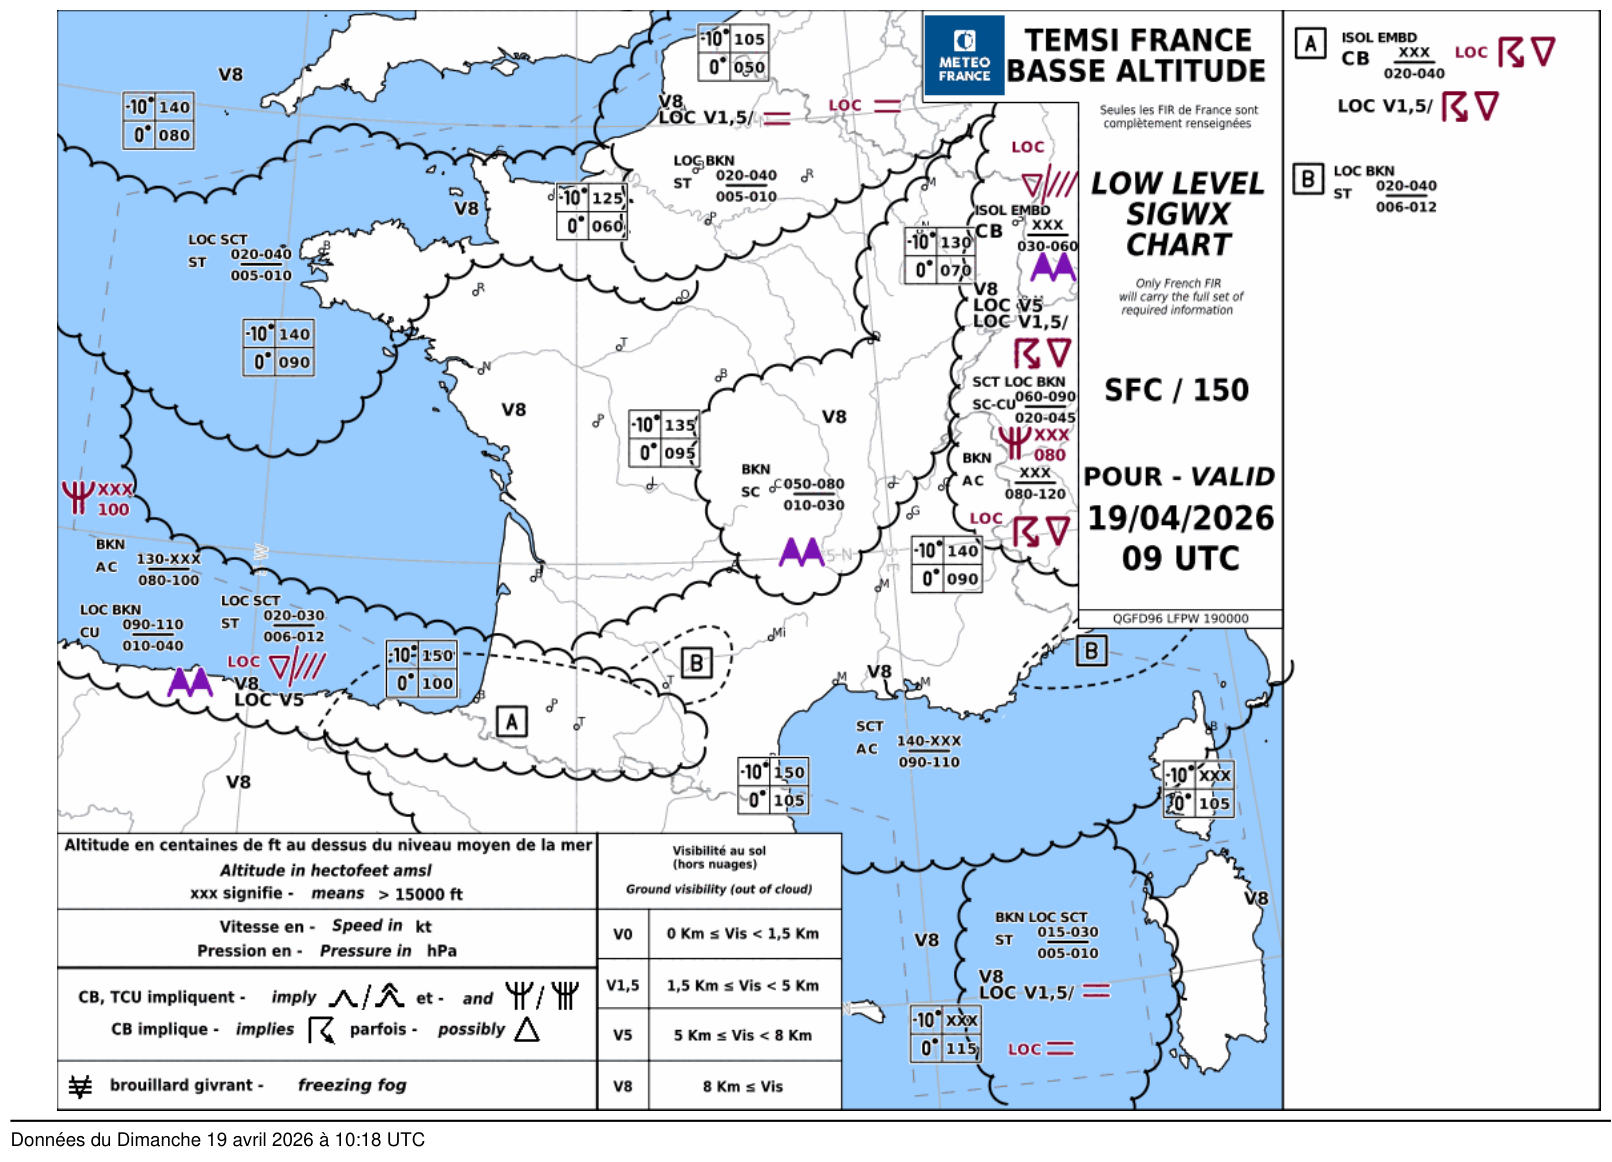 METEO
FRANCE
TEMSI FRANCE
BASSE ALTITUDE
Seules les FIR de France sont
complètement renseignées
LOW LEVEL
SIGWX
CHART
Only French FIR
will carry the full set of
required information
SFC / 150
POUR - VALID
19/04/2026
09 UTC
QGFD96 LFPW 190000
A
ISOL EMBD
CB XXX
020-040
LOC
LOC V1,5/
B
LOC BKN
ST 020-040
006-012
V8
-10° 140
0° 080
-10° 105
0° 050
V8
LOC V1,5/
LOC
LOC BKN
ST 020-040
005-010
-10° 125
0° 060
V8
LOC SCT
ST 020-040
005-010
-10° 140
0° 090
LOC
ISOL EMBD
CB XXX
030-060
-10° 130
0° 070
V8
LOC V5
LOC V1,5/
SCT LOC BKN
SC-CU 060-090
020-045
XXX
080
BKN
AC XXX
080-120
LOC
V8
-10° 135
0° 095
V8
BKN
SC 050-080
010-030
-10° 140
0° 090
XXX
100
BKN
AC 130-XXX
080-100
LOC BKN
CU 090-110
010-040
LOC SCT
ST 020-030
006-012
LOC
V8
LOC V5
-10° 150
0° 100
A
B
B
V8
V8
SCT
AC 140-XXX
090-110
-10° 150
0° 105
-10° XXX
0° 105
V8
V8
BKN LOC SCT
ST 015-030
005-010
V8
LOC V1,5/
-10° XXX
0° 115
LOC
Altitude en centaines de ft au dessus du niveau moyen de la mer
Altitude in hectofeet amsl
xxx signifie - means > 15000 ft
Vitesse en - Speed in kt
Pression en - Pressure in hPa
CB, TCU impliquent - imply / et - and /
CB implique - implies parfois - possibly
brouillard givrant - freezing fog
Visibilité au sol
(hors nuages)
Ground visibility (out of cloud)
V0 0 Km ≤ Vis < 1,5 Km
V1,5 1,5 Km ≤ Vis < 5 Km
V5 5 Km ≤ Vis < 8 Km
V8 8 Km ≤ Vis
Données du Dimanche 19 avril 2026 à 10:18 UTC